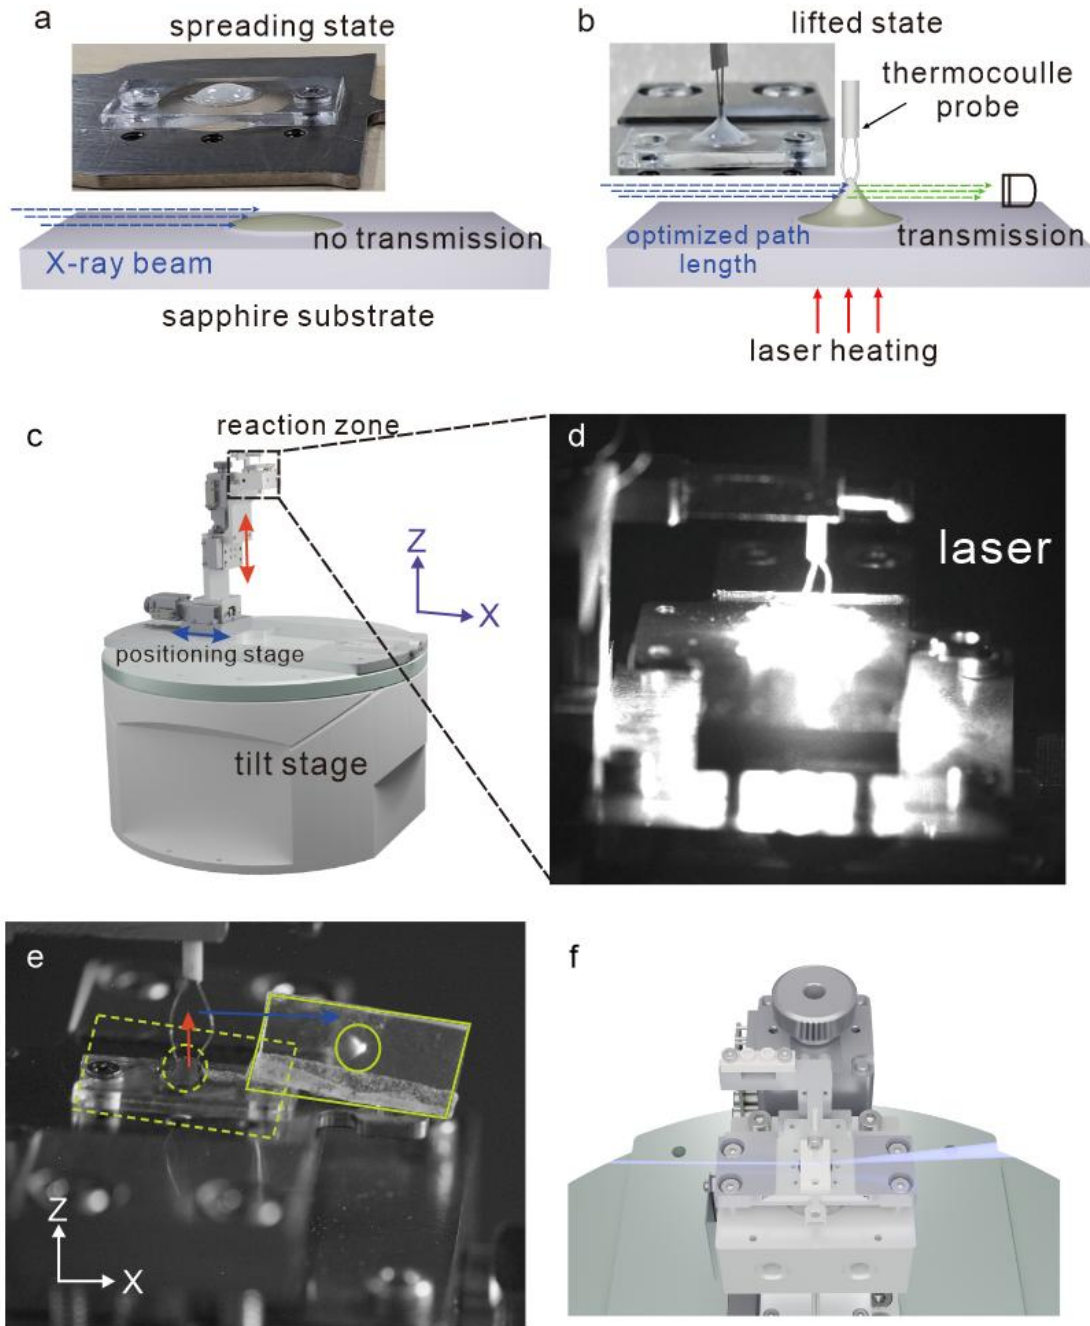 a
spreading state
no transmission
X-ray beam
sapphire substrate
b
lifted state
thermocoulle
probe
optimized path
length
transmission
laser heating
c
reaction zone
Z
X
positioning stage
tilt stage
d
laser
e
Z
X
f